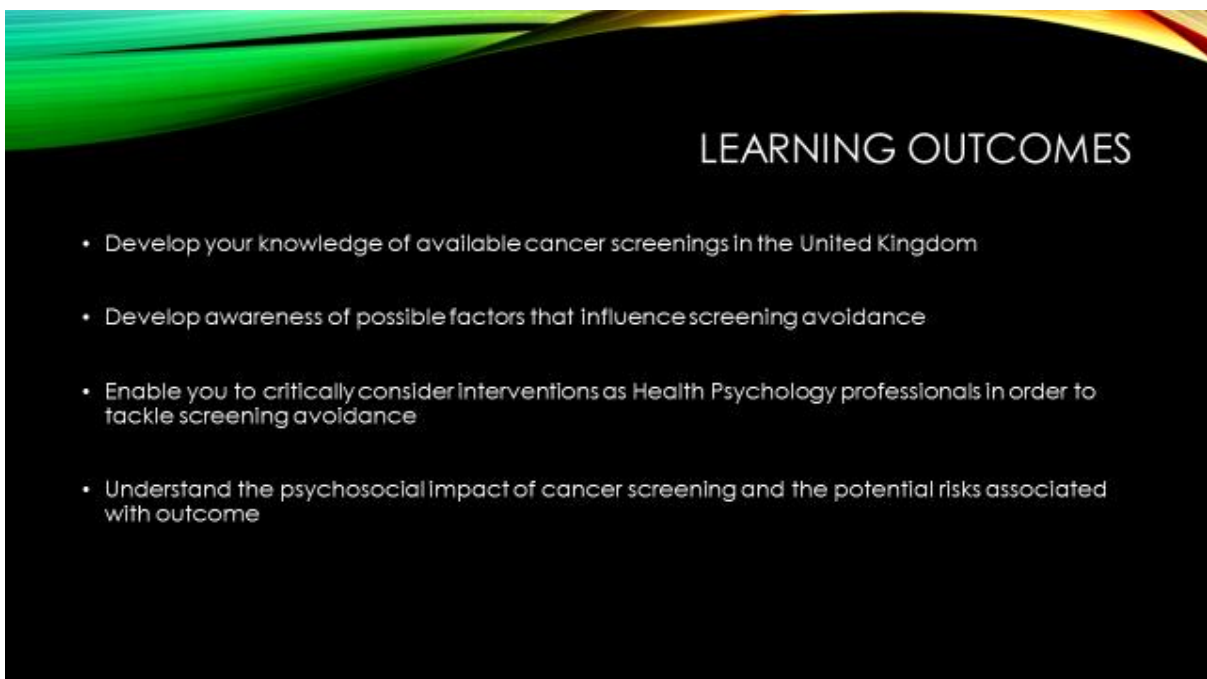 LEARNING OUTCOMES
• Develop your knowledge of available cancer screenings in the United Kingdom
• Develop awareness of possible factors that influence screening avoidance
• Enable you to critically consider interventions as Health Psychology professionals in order to
tackle screening avoidance
• Understand the psychosocial impact of cancer screening and the potential risks associated
with outcome